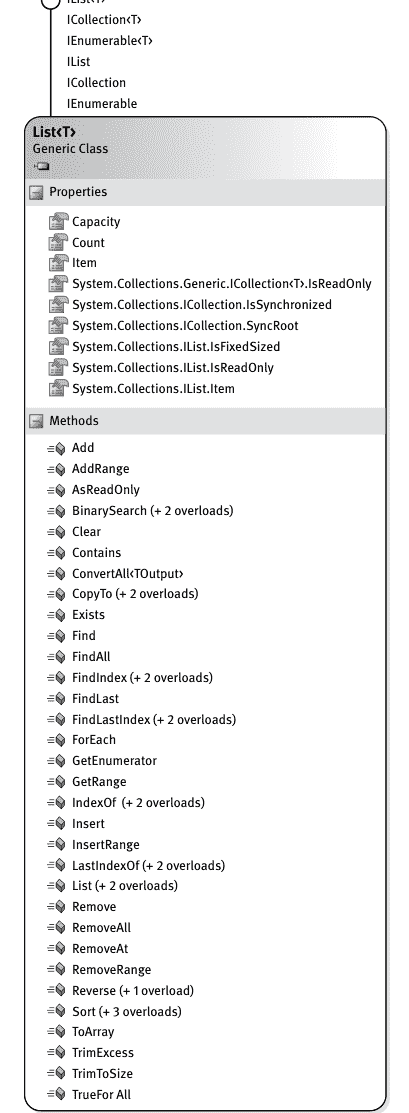 IList<T>
ICollection<T>
IEnumerable<T>
IList
ICollection
IEnumerable
List<T>
Generic Class
Properties
Capacity
Count
Item
System.Collections.Generic.ICollection<T>.IsReadOnly
System.Collections.ICollection.IsSynchronized
System.Collections.ICollection.SyncRoot
System.Collections.IList.IsFixedSized
System.Collections.IList.IsReadOnly
System.Collections.IList.Item
Methods
Add
AddRange
AsReadOnly
BinarySearch (+ 2 overloads)
Clear
Contains
ConvertAll<TOutput>
CopyTo (+ 2 overloads)
Exists
Find
FindAll
FindIndex (+ 2 overloads)
FindLast
FindLastIndex (+ 2 overloads)
ForEach
GetEnumerator
GetRange
IndexOf (+ 2 overloads)
Insert
InsertRange
LastIndexOf (+ 2 overloads)
List (+ 2 overloads)
Remove
RemoveAll
RemoveAt
RemoveRange
Reverse (+ 1 overload)
Sort (+ 3 overloads)
ToArray
TrimExcess
TrimToSize
TrueFor All